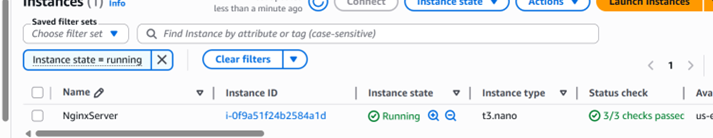 Instances (1) Info
less than a minute ago
Connect
Instance state
Actions
Launch instances
Saved filter sets
Choose filter set
Find Instance by attribute or tag (case-sensitive)
Instance state = running
Clear filters
1
Name
Instance ID
Instance state
Instance type
Status check
Ava
NginxServer
i-0f9a51f24b2584a1d
Running
t3.nano
3/3 checks passec
us-e